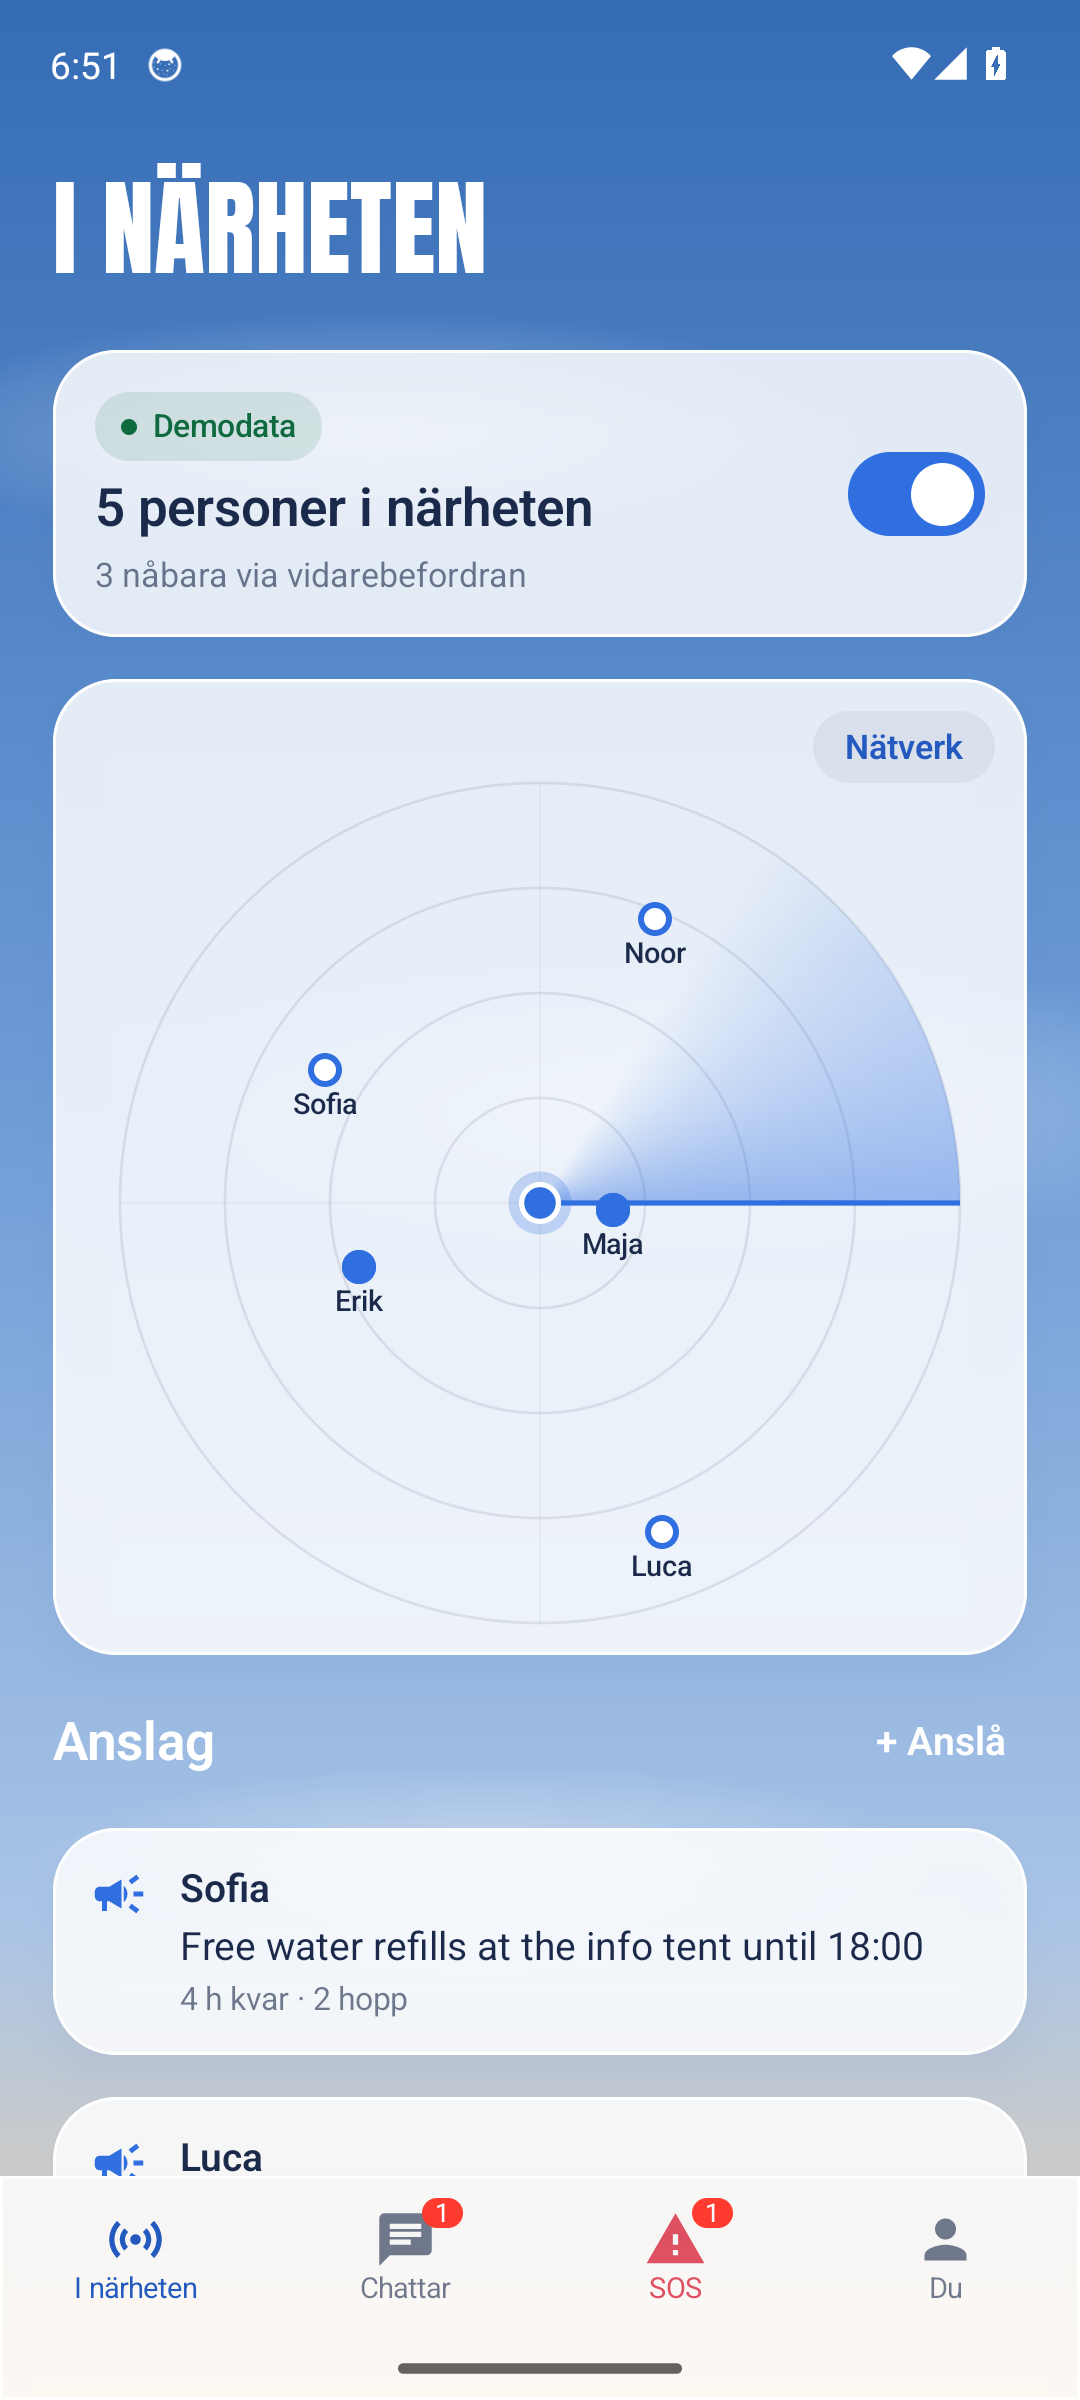 6:51
I NÄRHETEN
Demodata
5 personer i närheten
3 nåbara via vidarebefordran
Nätverk
Noor
Sofia
Maja
Erik
Luca
Anslag
+ Anslå
Sofia
Free water refills at the info tent until 18:00
4 h kvar · 2 hopp
Luca
1
1
I närheten
Chattar
SOS
Du